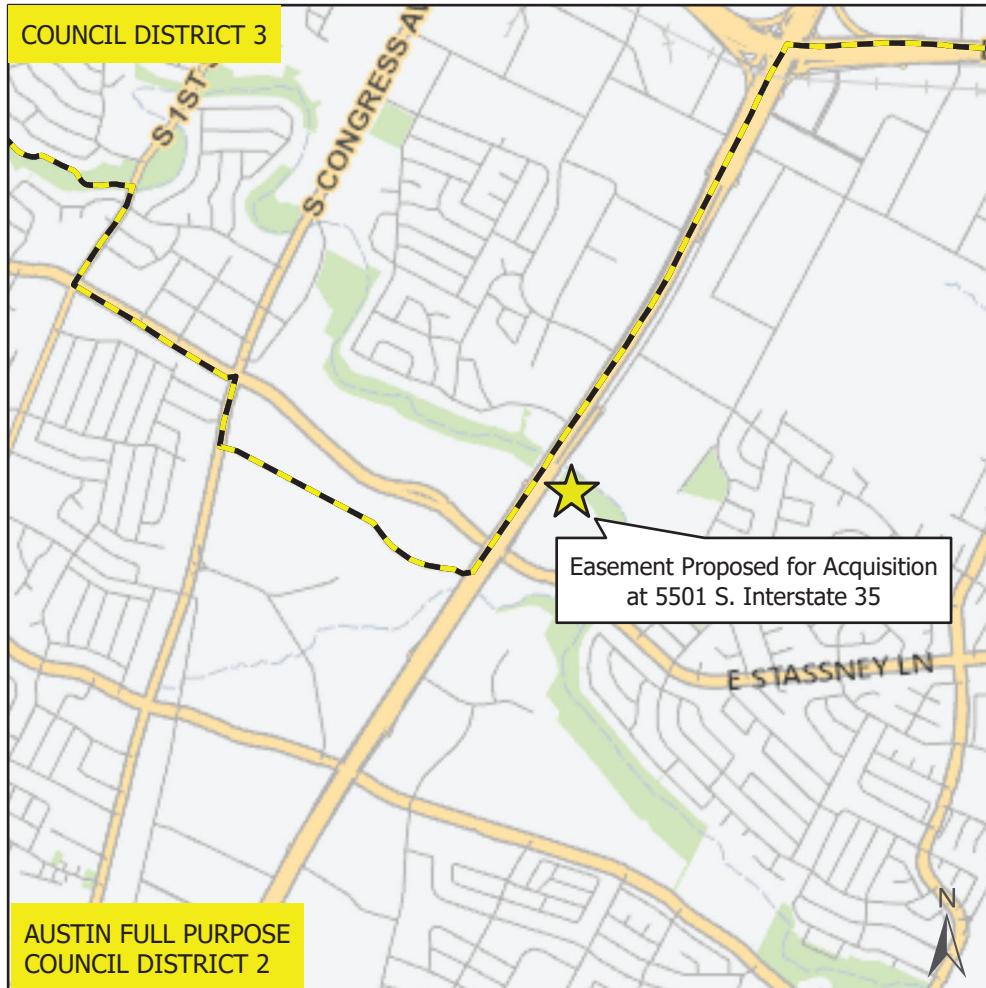 COUNCIL DISTRICT 3
S 1ST
S CONGRESS
Easement Proposed for Acquisition
at 5501 S. Interstate 35
E STASSNEY LN
N
AUSTIN FULL PURPOSE
COUNCIL DISTRICT 2